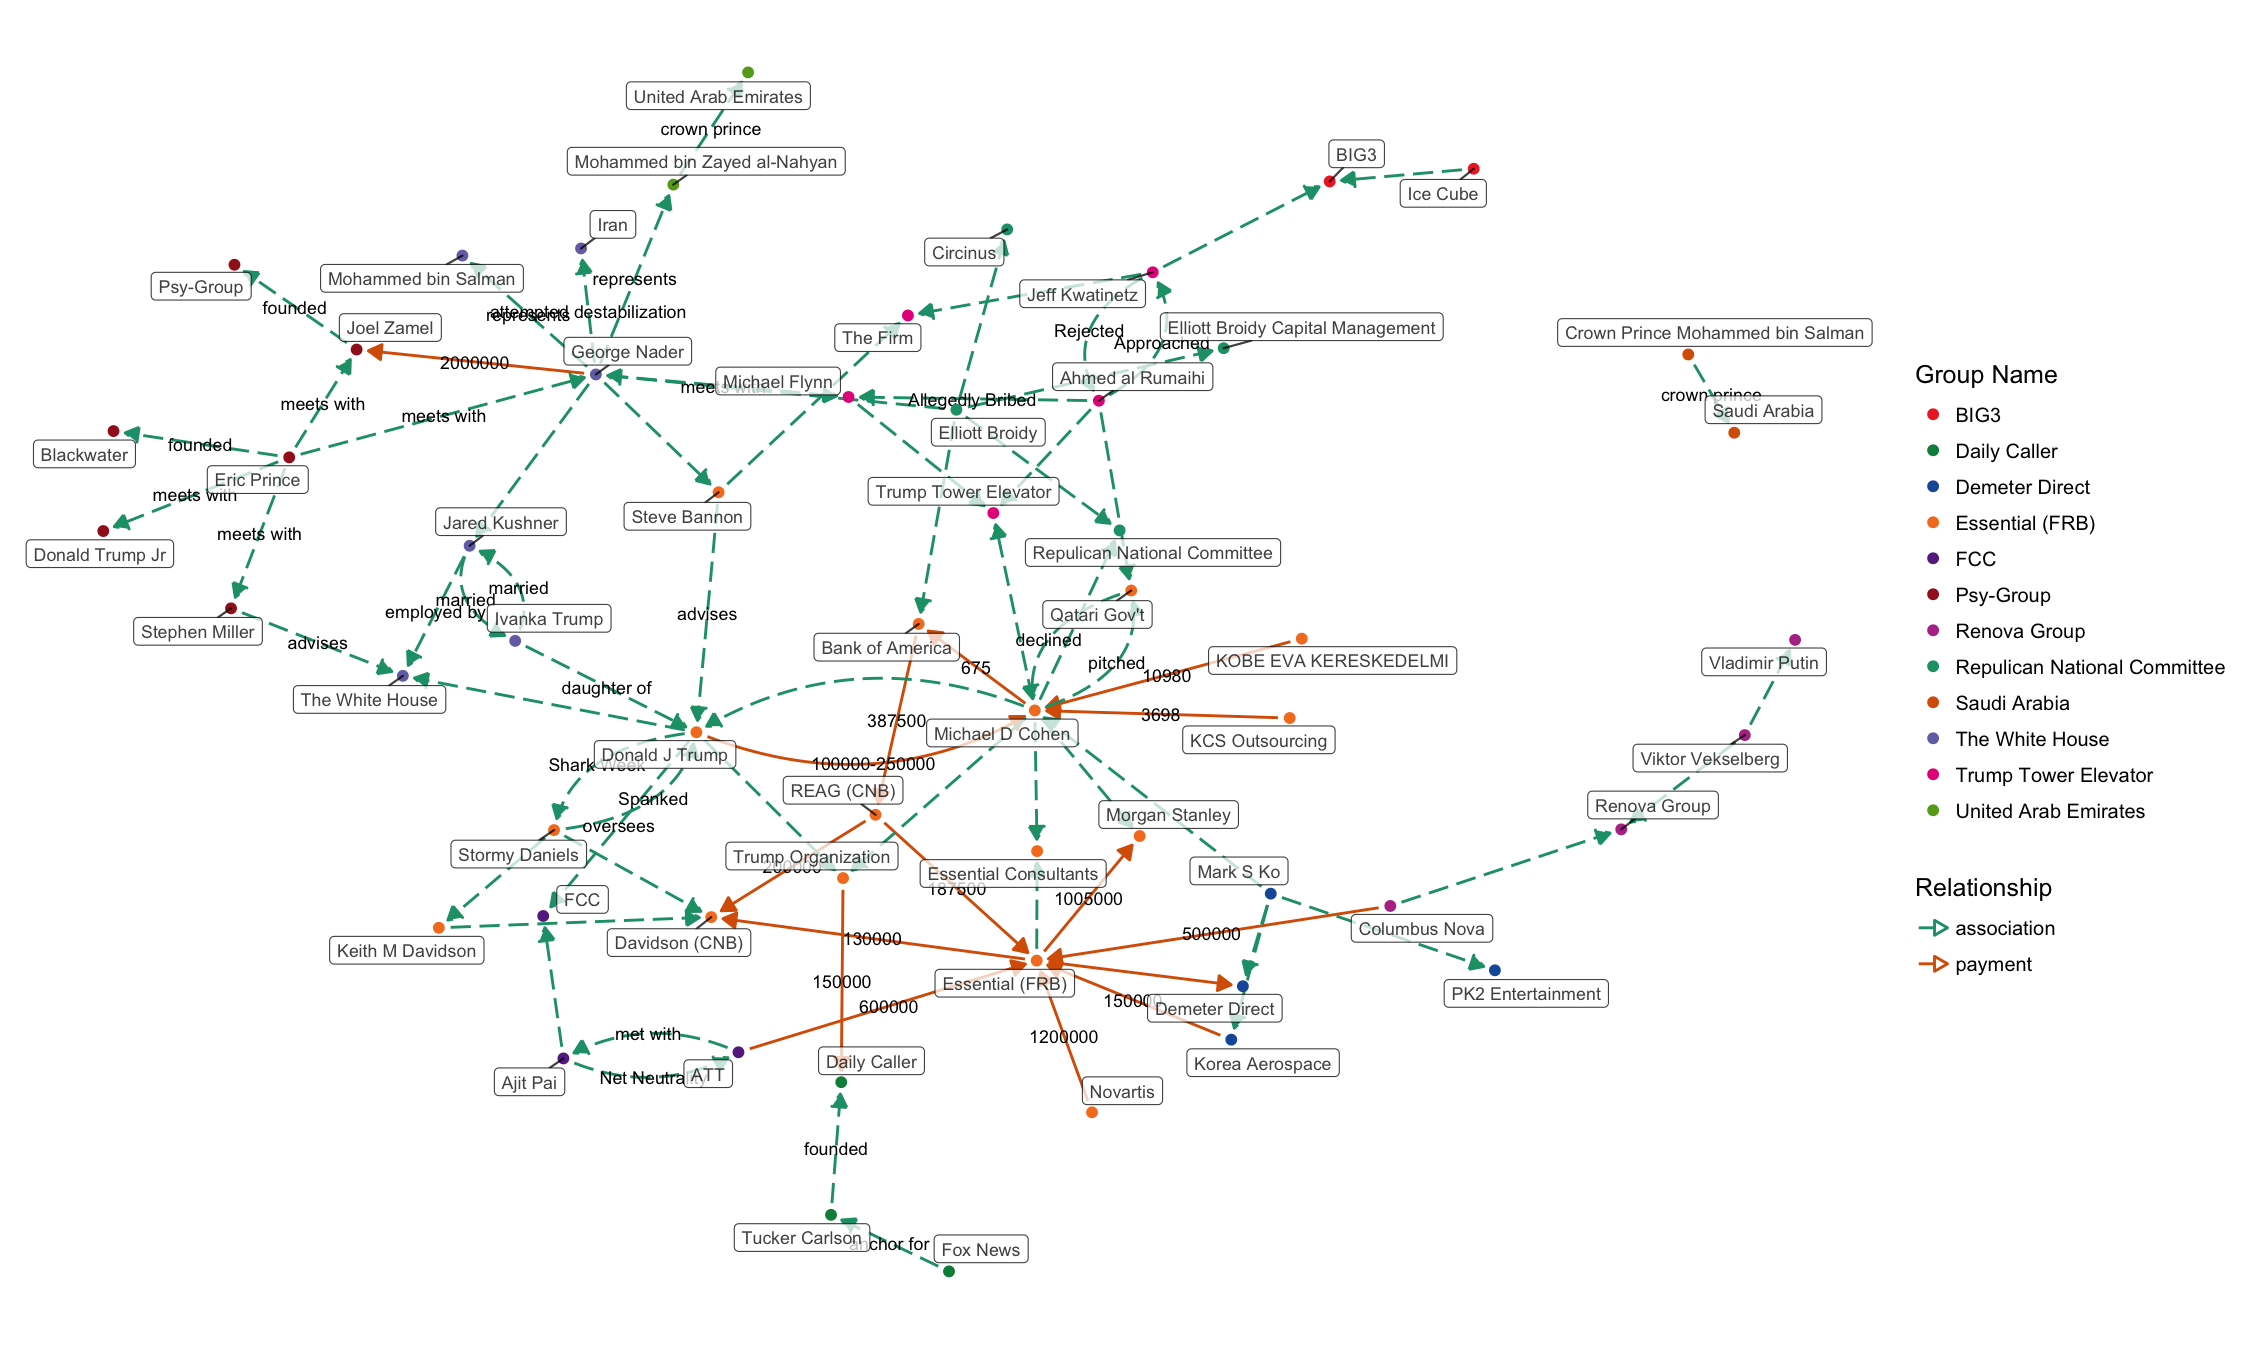 United Arab Emirates
crown prince
Mohammed bin Zayed al-Nahyan
BIG3
Ice Cube
Iran
Circinus
Mohammed bin Salman
represents
Psy-Group
founded
Jeff Kwatinetz
attempted destabilization
represents
Joel Zamel
The Firm
Rejected
Elliott Broidy Capital Management
Approached
Crown Prince Mohammed bin Salman
George Nader
2000000
Michael Flynn
meets with
Ahmed al Rumaihi
crown prince
Saudi Arabia
Allegedly Bribed
meets with
meets with
Elliott Broidy
founded
Blackwater
Eric Prince
meets with
Trump Tower Elevator
Steve Bannon
Jared Kushner
meets with
Donald Trump Jr
Repulican National Committee
married
married
employed by
Ivanka Trump
advises
Qatari Gov't
Stephen Miller
advises
Bank of America
declined
675
pitched
KOBE EVA KERESKEDELMI
10980
Vladimir Putin
daughter of
The White House
387500
3698
Michael D Cohen
KCS Outsourcing
Donald J Trump
Shark Week
100000-250000
Viktor Vekselberg
REAG (CNB)
Spanked
Renova Group
oversees
Morgan Stanley
Stormy Daniels
Trump Organization
200000
Essential Consultants
Mark S Ko
187500
1005000
FCC
Columbus Nova
500000
Keith M Davidson
Davidson (CNB)
130000
150000
Essential (FRB)
PK2 Entertainment
150000
Demeter Direct
600000
met with
1200000
Daily Caller
Korea Aerospace
Ajit Pai
Net Neutrality
ATT
Novartis
founded
Tucker Carlson
anchor for
Fox News
Group Name
BIG3
Daily Caller
Demeter Direct
Essential (FRB)
FCC
Psy-Group
Renova Group
Repulican National Committee
Saudi Arabia
The White House
Trump Tower Elevator
United Arab Emirates
Relationship
association
payment